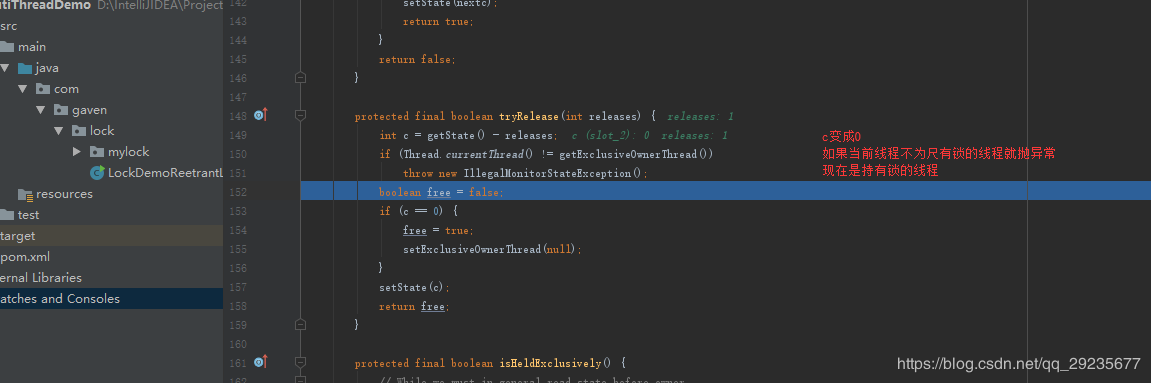 utiThreadDemo D:\IntelliJIDEA\Project
src
main
java
com
gaven
lock
mylock
LockDemoReetrantL
resources
test
target
pom.xml
ernal Libraries
atches and Consoles
142 setState(nextc);
143 return true;
144 }
145 return false;
146 }
147
148 protected final boolean tryRelease(int releases) { releases: 1
149 int c = getState() - releases; c (slot_2): 0 releases: 1
150 if (Thread.currentThread() != getExclusiveOwnerThread())
151 throw new IllegalMonitorStateException();
152 boolean free = false;
153 if (c == 0) {
154 free = true;
155 setExclusiveOwnerThread(null);
156 }
157 setState(c);
158 return free;
159 }
160
161 protected final boolean isHeldExclusively() {
// While we must in general read state before owner
c变成0
如果当前线程不为尺有锁的线程就抛异常
现在是持有锁的线程
https://blog.csdn.net/qq_29235677